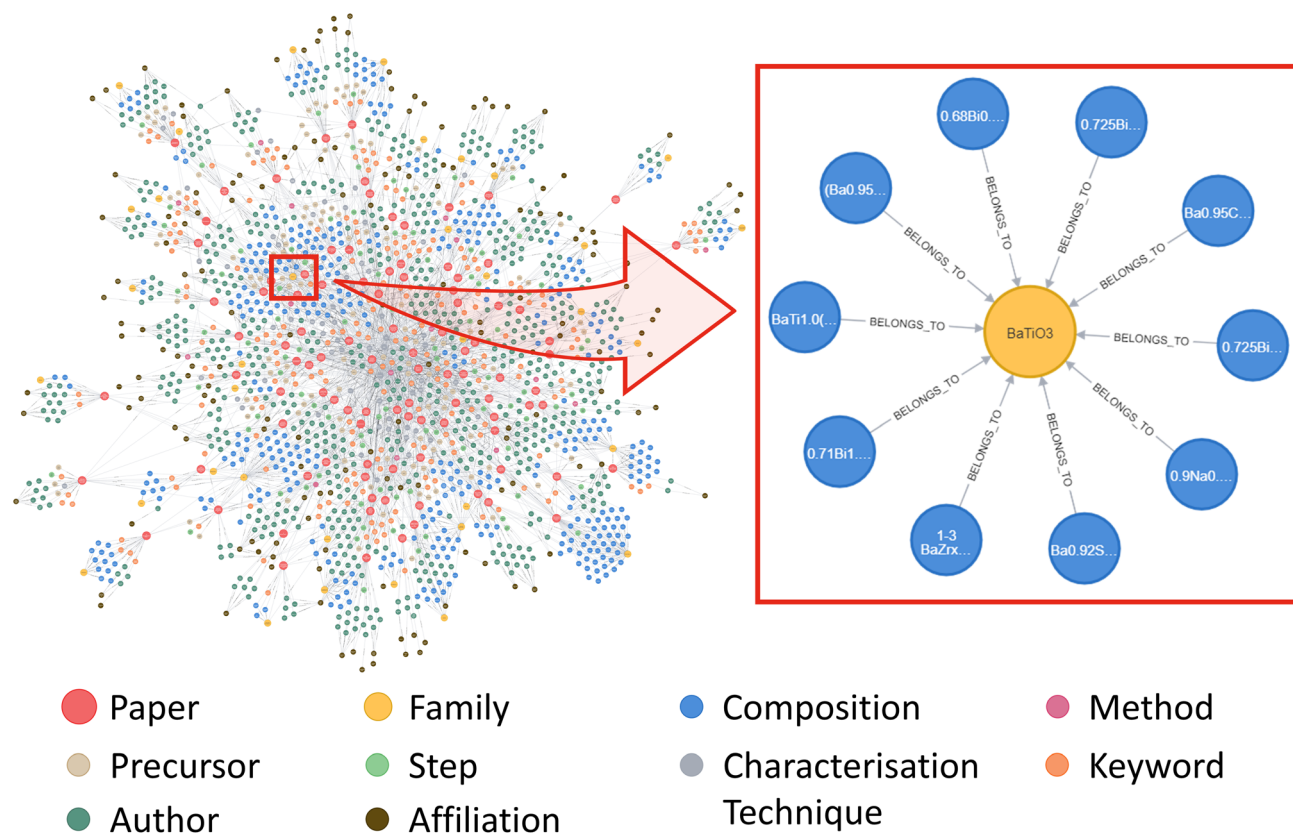 0.68Bi0....
0.725Bi...
(Ba0.95...
Ba0.95C...
BELONGS_TO
BELONGS_TO
BELONGS_TO
BELONGS_TO
BaTi1.0(...
BELONGS_TO
BaTiO3
BELONGS_TO
0.725Bi...
BELONGS_TO
BELONGS_TO
BELONGS_TO
BELONGS_TO
0.71Bi1....
0.9Na0....
1-3
BaZrx...
Ba0.92S...
Paper
Family
Composition
Method
Precursor
Step
Characterisation
Technique
Keyword
Author
Affiliation